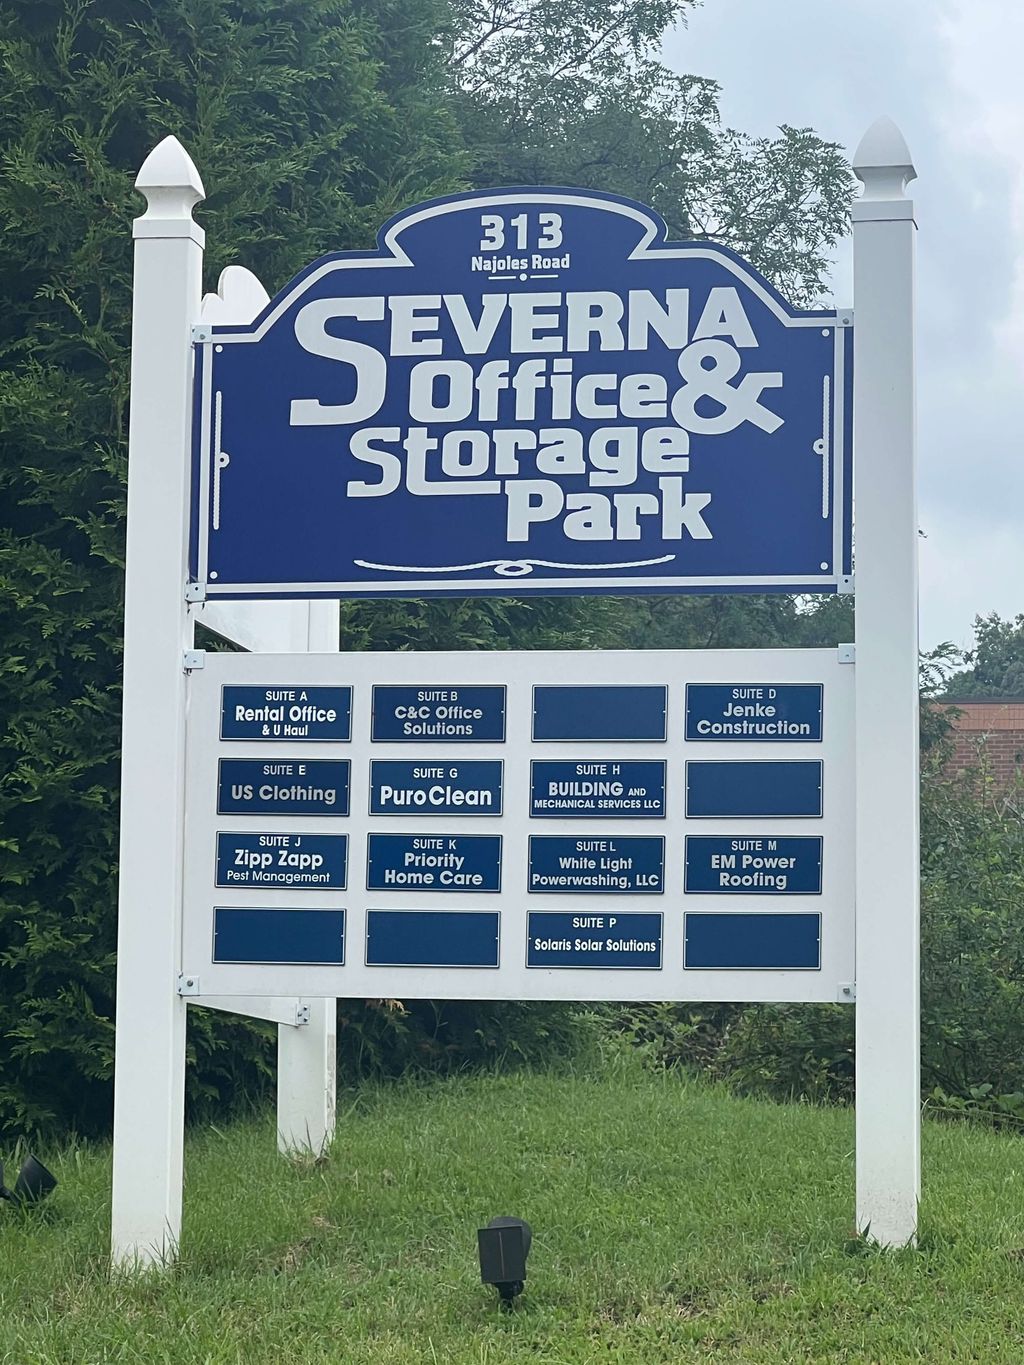 313
Najoles Road
SEVERNA
Office &
Storage
Park
SUITE A
Rental Office
& U Haul
SUITE B
C&C Office
Solutions
SUITE D
Jenke
Construction
SUITE E
US Clothing
SUITE G
PuroClean
SUITE H
BUILDING AND
MECHANICAL SERVICES LLC
SUITE J
Zipp Zapp
Pest Management
SUITE K
Priority
Home Care
SUITE L
White Light
Powerwashing, LLC
SUITE M
EM Power
Roofing
SUITE P
Solaris Solar Solutions